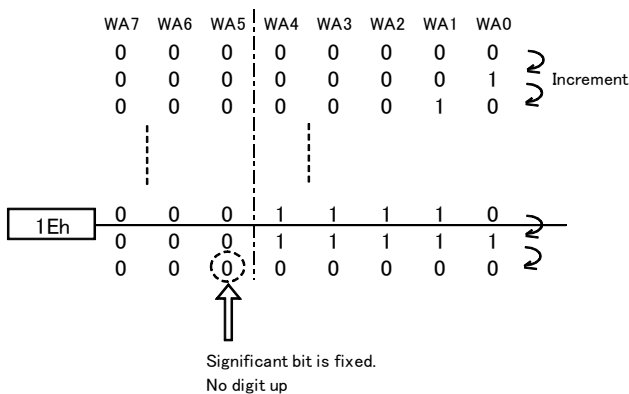 WA7 WA6 WA5 WA4 WA3 WA2 WA1 WA0
0 0 0 0 0 0 0 0
0 0 0 0 0 0 0 1 Increment
0 0 0 0 0 0 1 0
1Eh 0 0 0 1 1 1 1 0
0 0 0 1 1 1 1 1
0 0 0 0 0 0 0 0
Significant bit is fixed.
No digit up